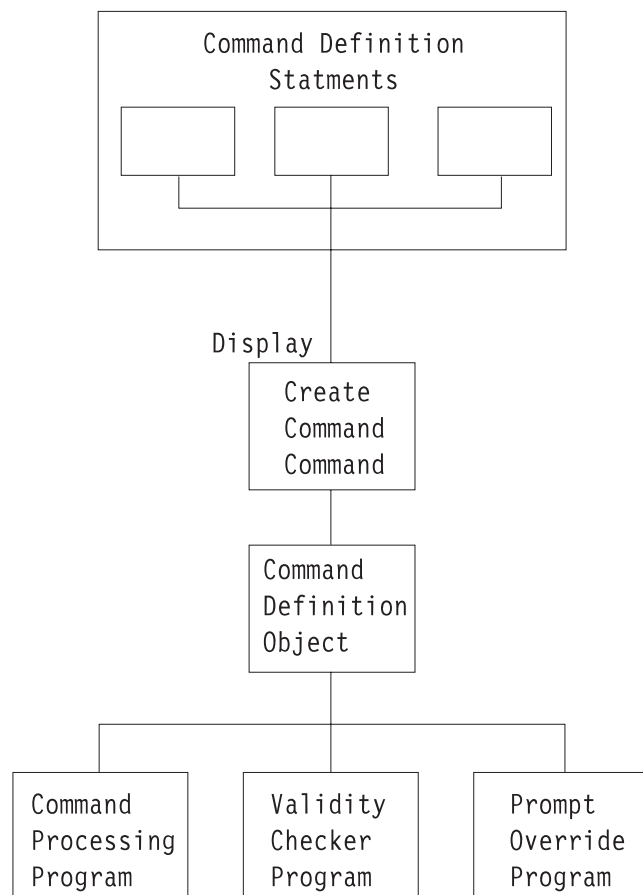 Command Definition
Statments
Display
Create
Command
Command
Command
Definition
Object
Command
Processing
Program
Validity
Checker
Program
Prompt
Override
Program